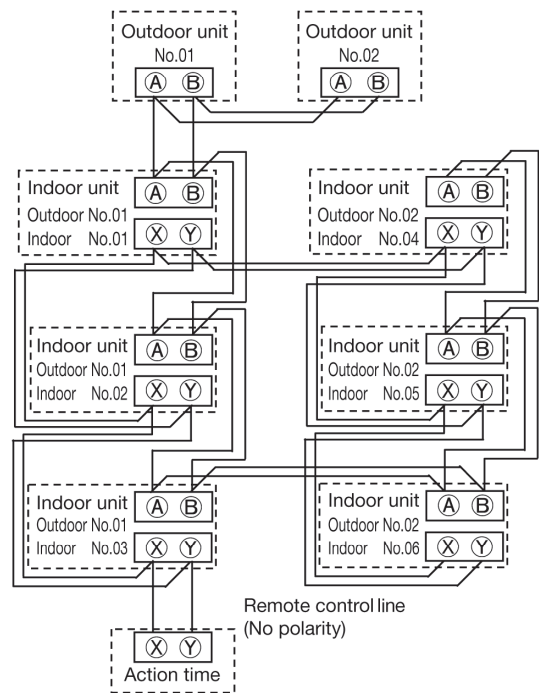 Outdoor unit
No.01
A B
Outdoor unit
No.02
A B
Indoor unit
Outdoor No.01
Indoor No.01
A B
X Y
Indoor unit
Outdoor No.02
Indoor No.04
A B
X Y
Indoor unit
Outdoor No.01
Indoor No.02
A B
X Y
Indoor unit
Outdoor No.02
Indoor No.05
A B
X Y
Indoor unit
Outdoor No.01
Indoor No.03
A B
X Y
Indoor unit
Outdoor No.02
Indoor No.06
A B
X Y
Remote control line
(No polarity)
X Y
Action time